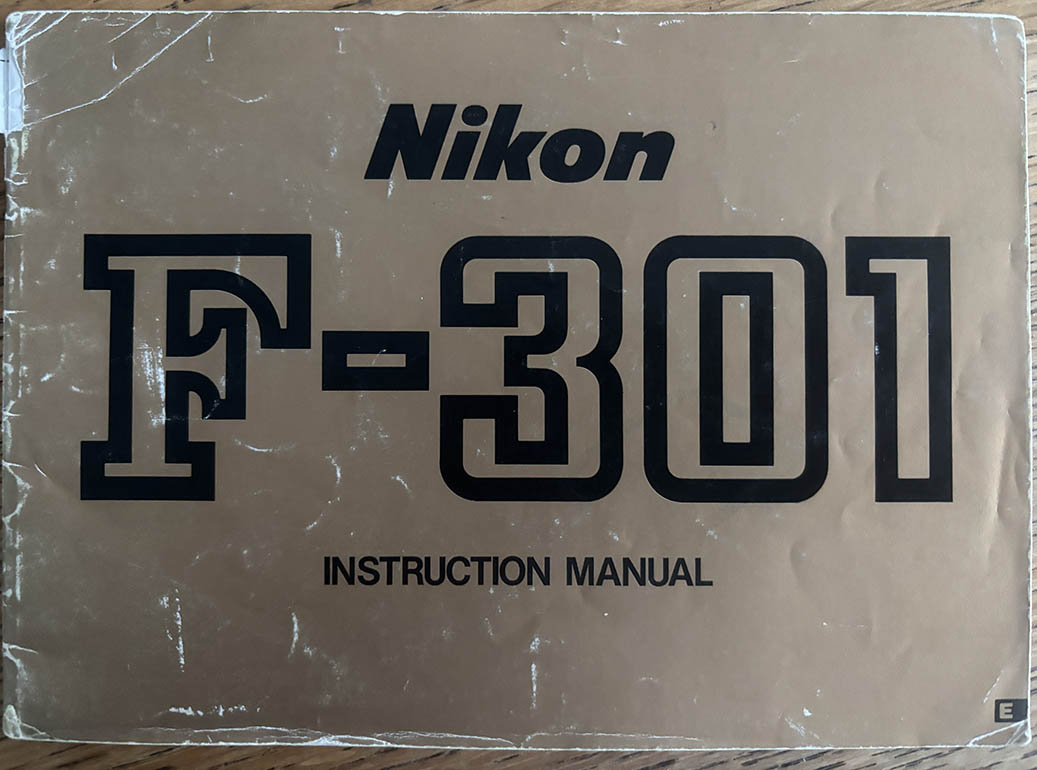 Nikon
F-301
INSTRUCTION MANUAL
E